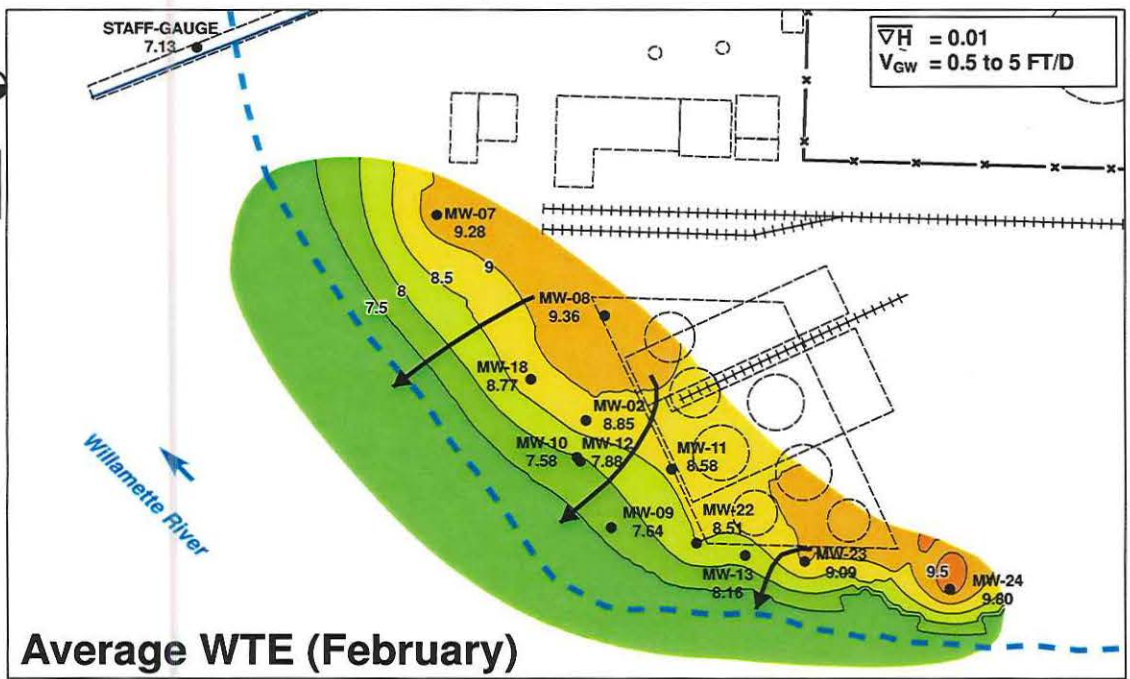 STAFF-GAUGE
7.13
∇H = 0.01
V_GW = 0.5 to 5 FT/D
MW-07
9.28
9
8.5
8
7.5
MW-08
9.36
MW-18
8.77
MW-02
8.85
MW-10
7.58
MW-12
7.88
MW-11
8.58
MW-09
7.64
MW-22
8.51
MW-13
8.16
MW-23
9.09
9.5
MW-24
9.80
Willamette River
Average WTE (February)